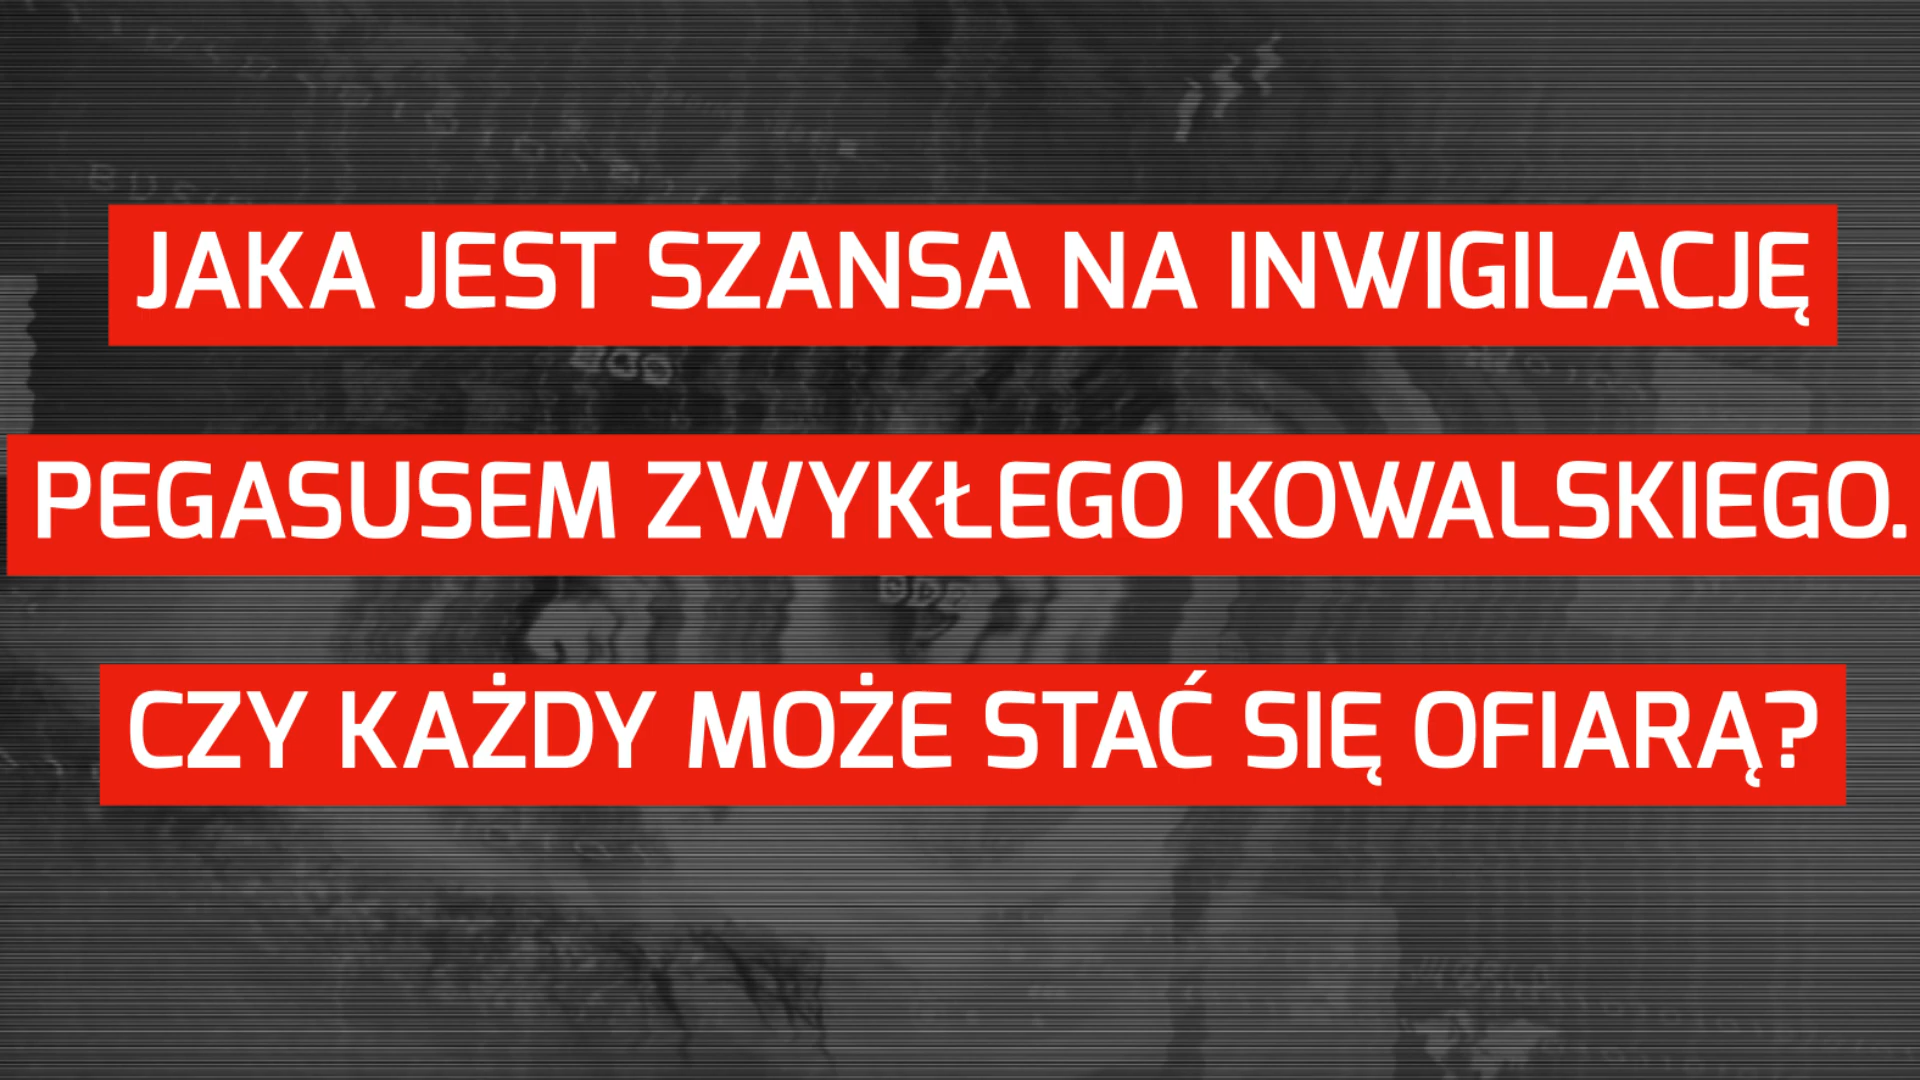 JAKA JEST SZANSA NA INWIGILACJĘ
PEGASUSEM ZWYKŁEGO KOWALSKIEGO.
CZY KAŻDY MOŻE STAĆ SIĘ OFIARĄ?